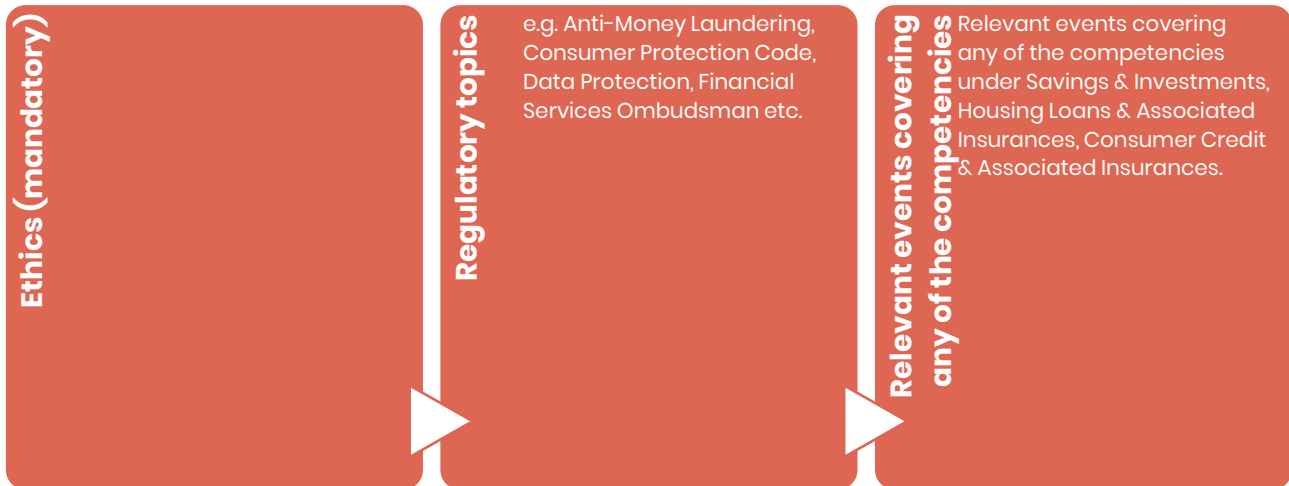 Ethics (mandatory)
Regulatory topics
e.g. Anti-Money Laundering,
Consumer Protection Code,
Data Protection, Financial
Services Ombudsman etc.
Relevant events covering
any of the competencies
Relevant events covering
any of the competencies
under Savings & Investments,
Housing Loans & Associated
Insurances, Consumer Credit
& Associated Insurances.